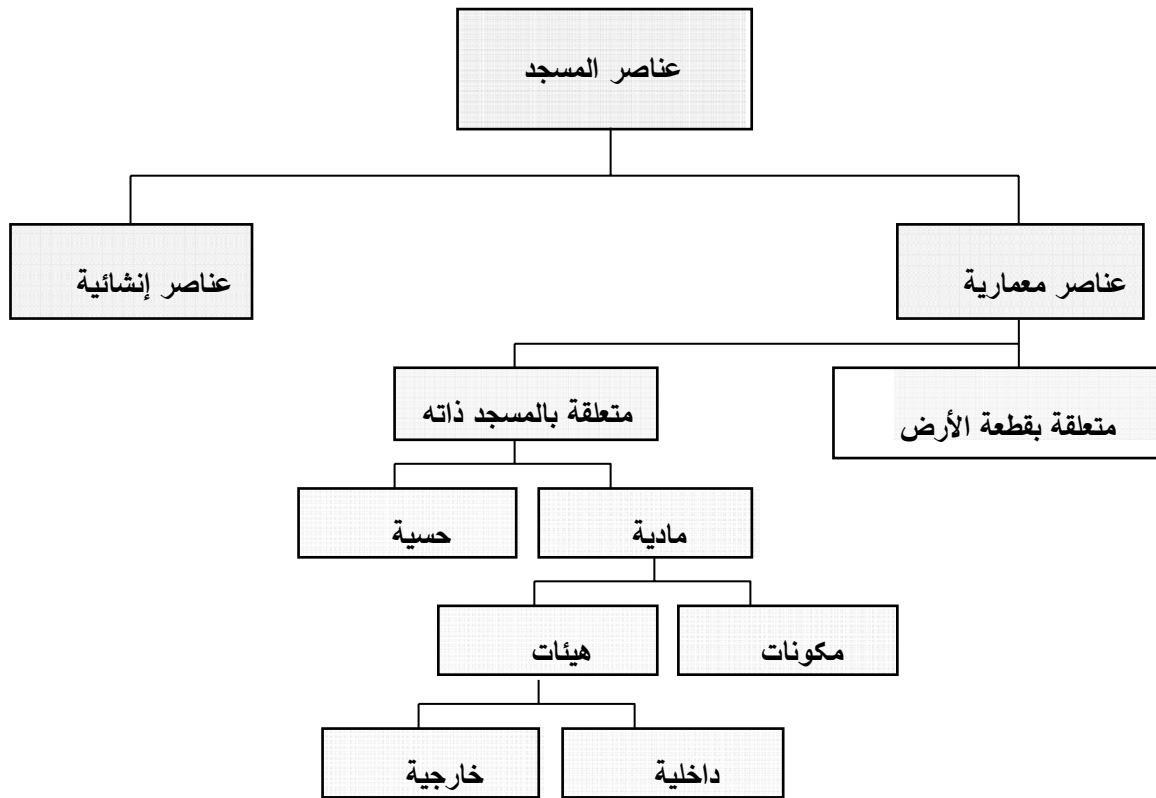 عناصر المسجد
عناصر معمارية
عناصر إنشائية
متعلقة بقطعة الأرض
متعلقة بالمسجد ذاته
مادية
حسية
مكونات
هيئات
داخلية
خارجية